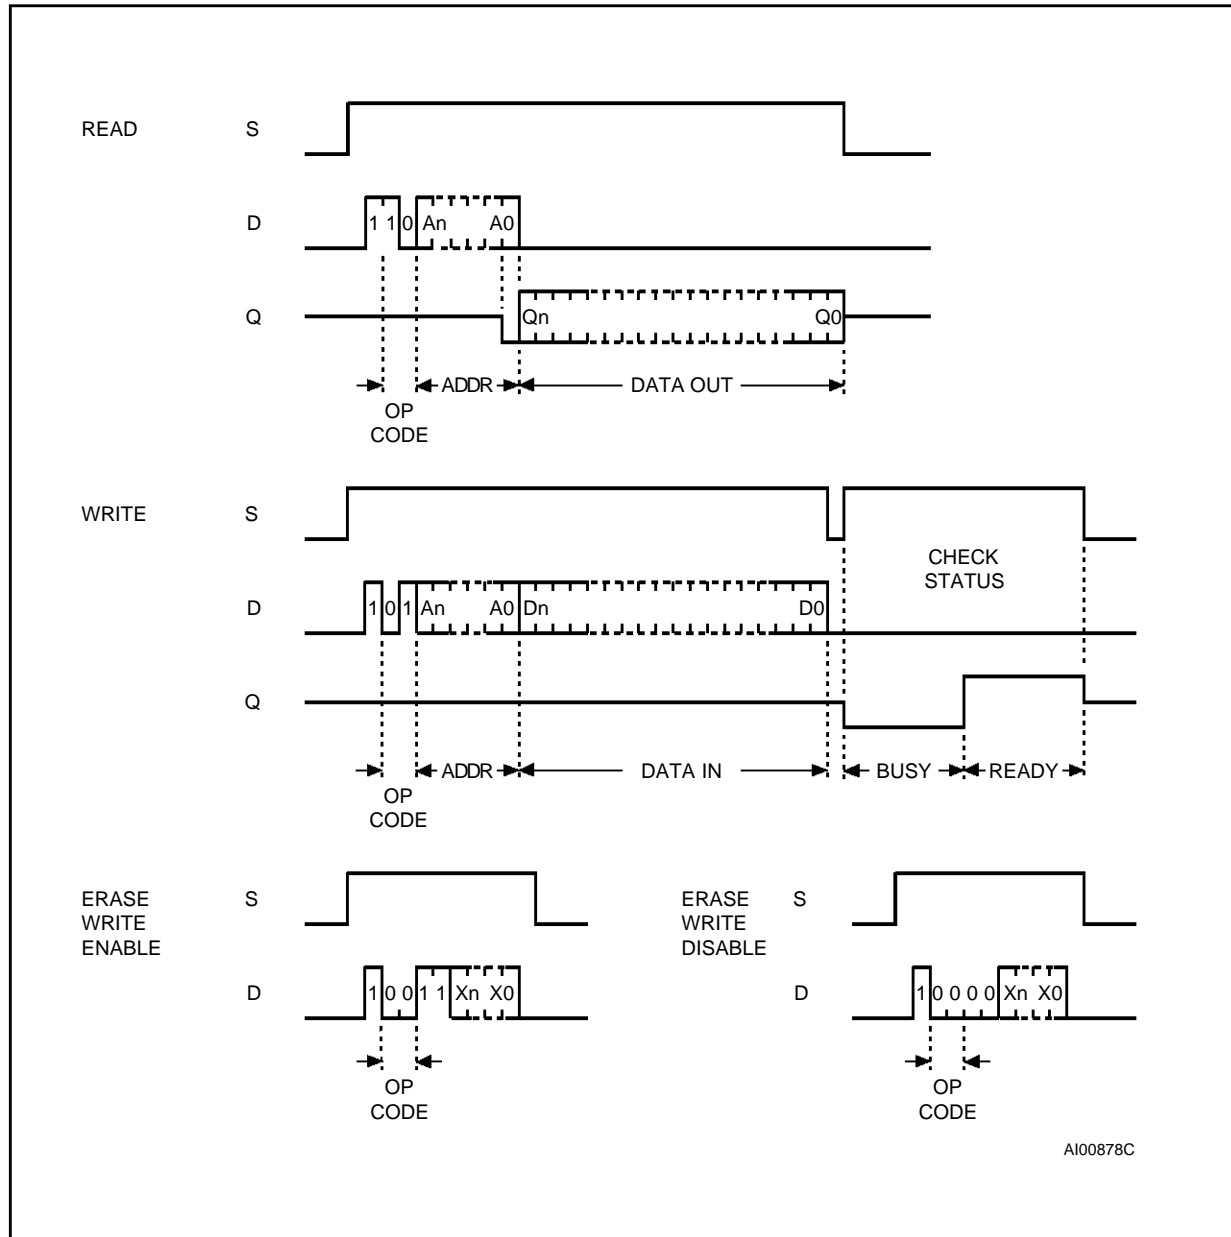 READ S
D 1 1 0 An A0
Q Qn Q0
ADDR DATA OUT
OP
CODE
WRITE S
CHECK
STATUS
D 1 0 1 An A0 Dn D0
Q
ADDR DATA IN BUSY READY
OP
CODE
ERASE
WRITE
ENABLE
S
D 1 0 0 1 1 Xn X0
OP
CODE
ERASE
WRITE
DISABLE
S
D 1 0 0 0 0 Xn X0
OP
CODE
AI00878C